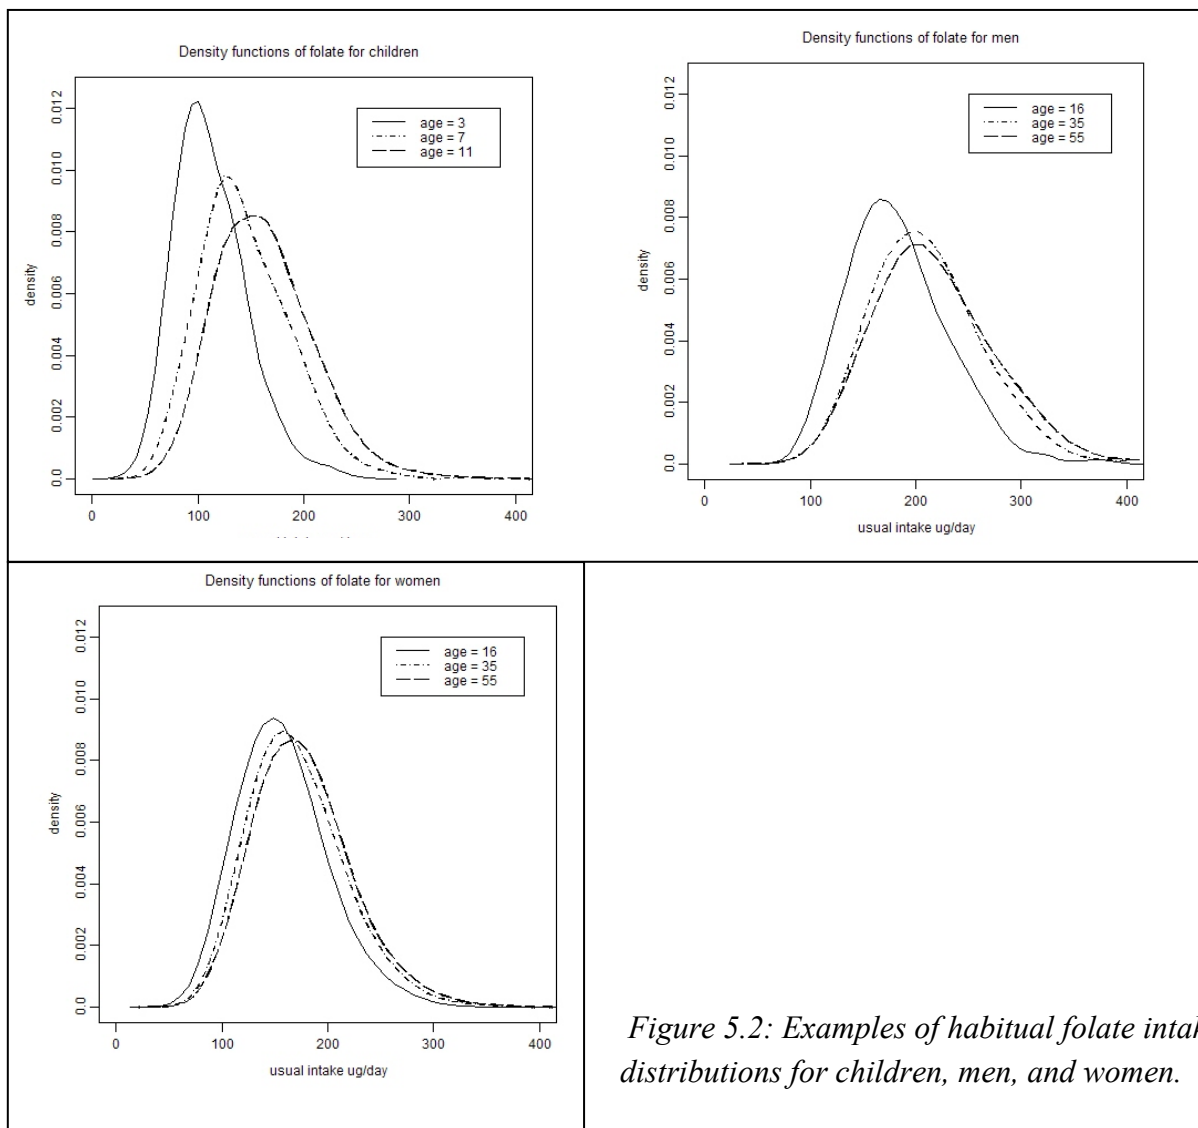 Density functions of folate for children
density
0.0
0.002
0.004
0.006
0.008
0.010
0.012
age = 3
age = 7
age = 11
0 100 200 300 400
Density functions of folate for men
density
0.0
0.002
0.004
0.006
0.008
0.010
0.012
age = 16
age = 35
age = 55
0 100 200 300 400
usual intake ug/day
Density functions of folate for women
density
0.0
0.002
0.004
0.006
0.008
0.010
0.012
age = 16
age = 35
age = 55
0 100 200 300 400
usual intake ug/day
Figure 5.2: Examples of habitual folate intak
distributions for children, men, and women.